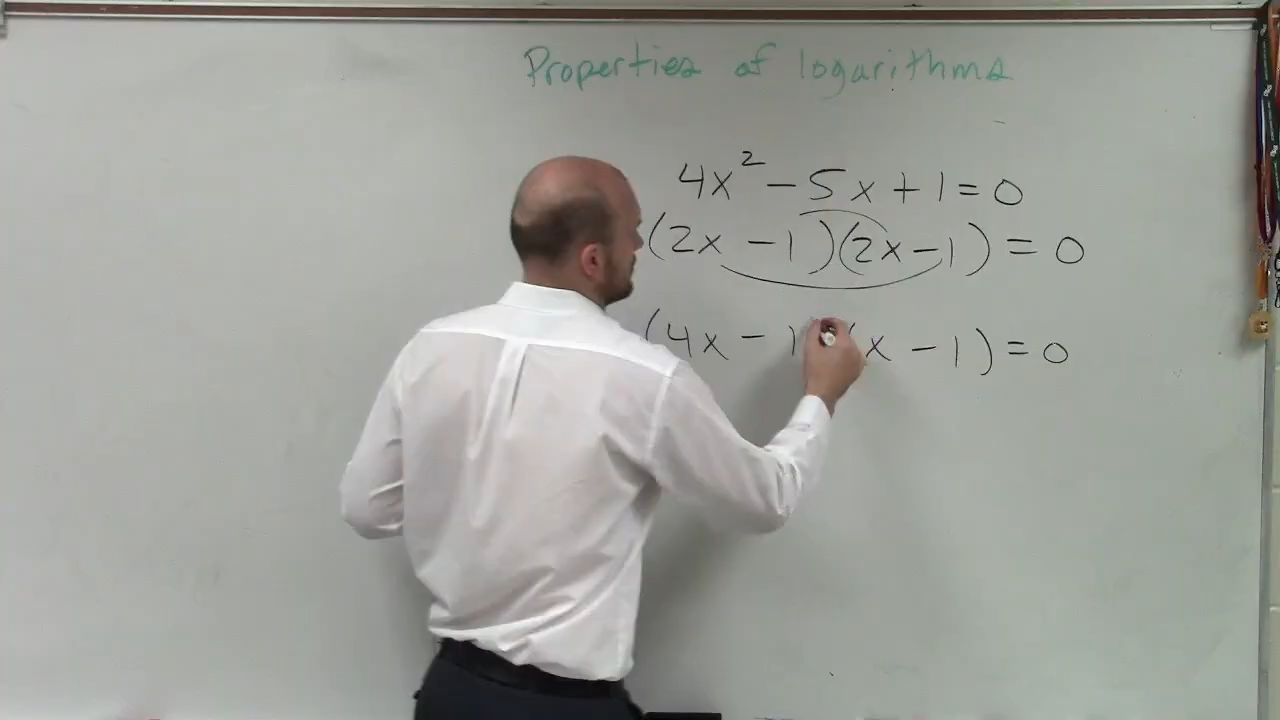 Properties of logarithms
4x² - 5x + 1 = 0
(2x - 1)(2x - 1) = 0
(4x - 1)(x - 1) = 0